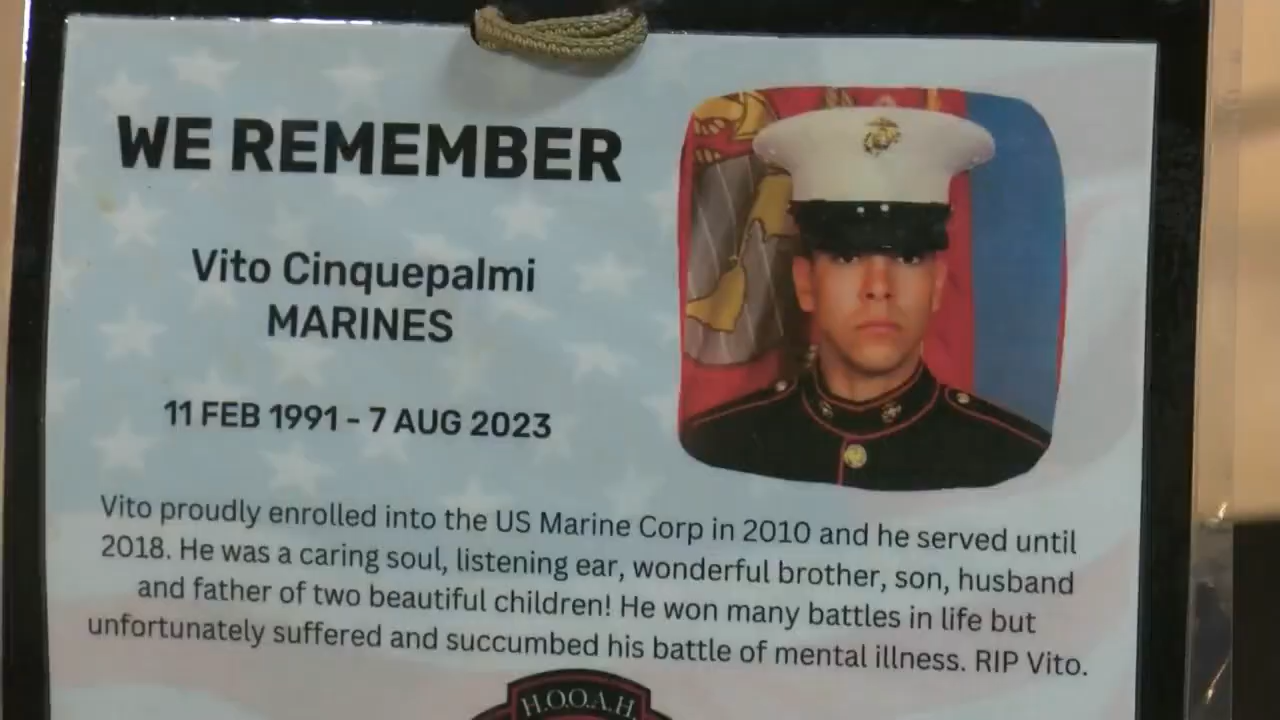 WE REMEMBER
Vito Cinquepalmi
MARINES
11 FEB 1991 - 7 AUG 2023
Vito proudly enrolled into the US Marine Corp in 2010 and he served until
2018. He was a caring soul, listening ear, wonderful brother, son, husband
and father of two beautiful children! He won many battles in life but
unfortunately suffered and succumbed his battle of mental illness. RIP Vito.
H.O.O.A.H.